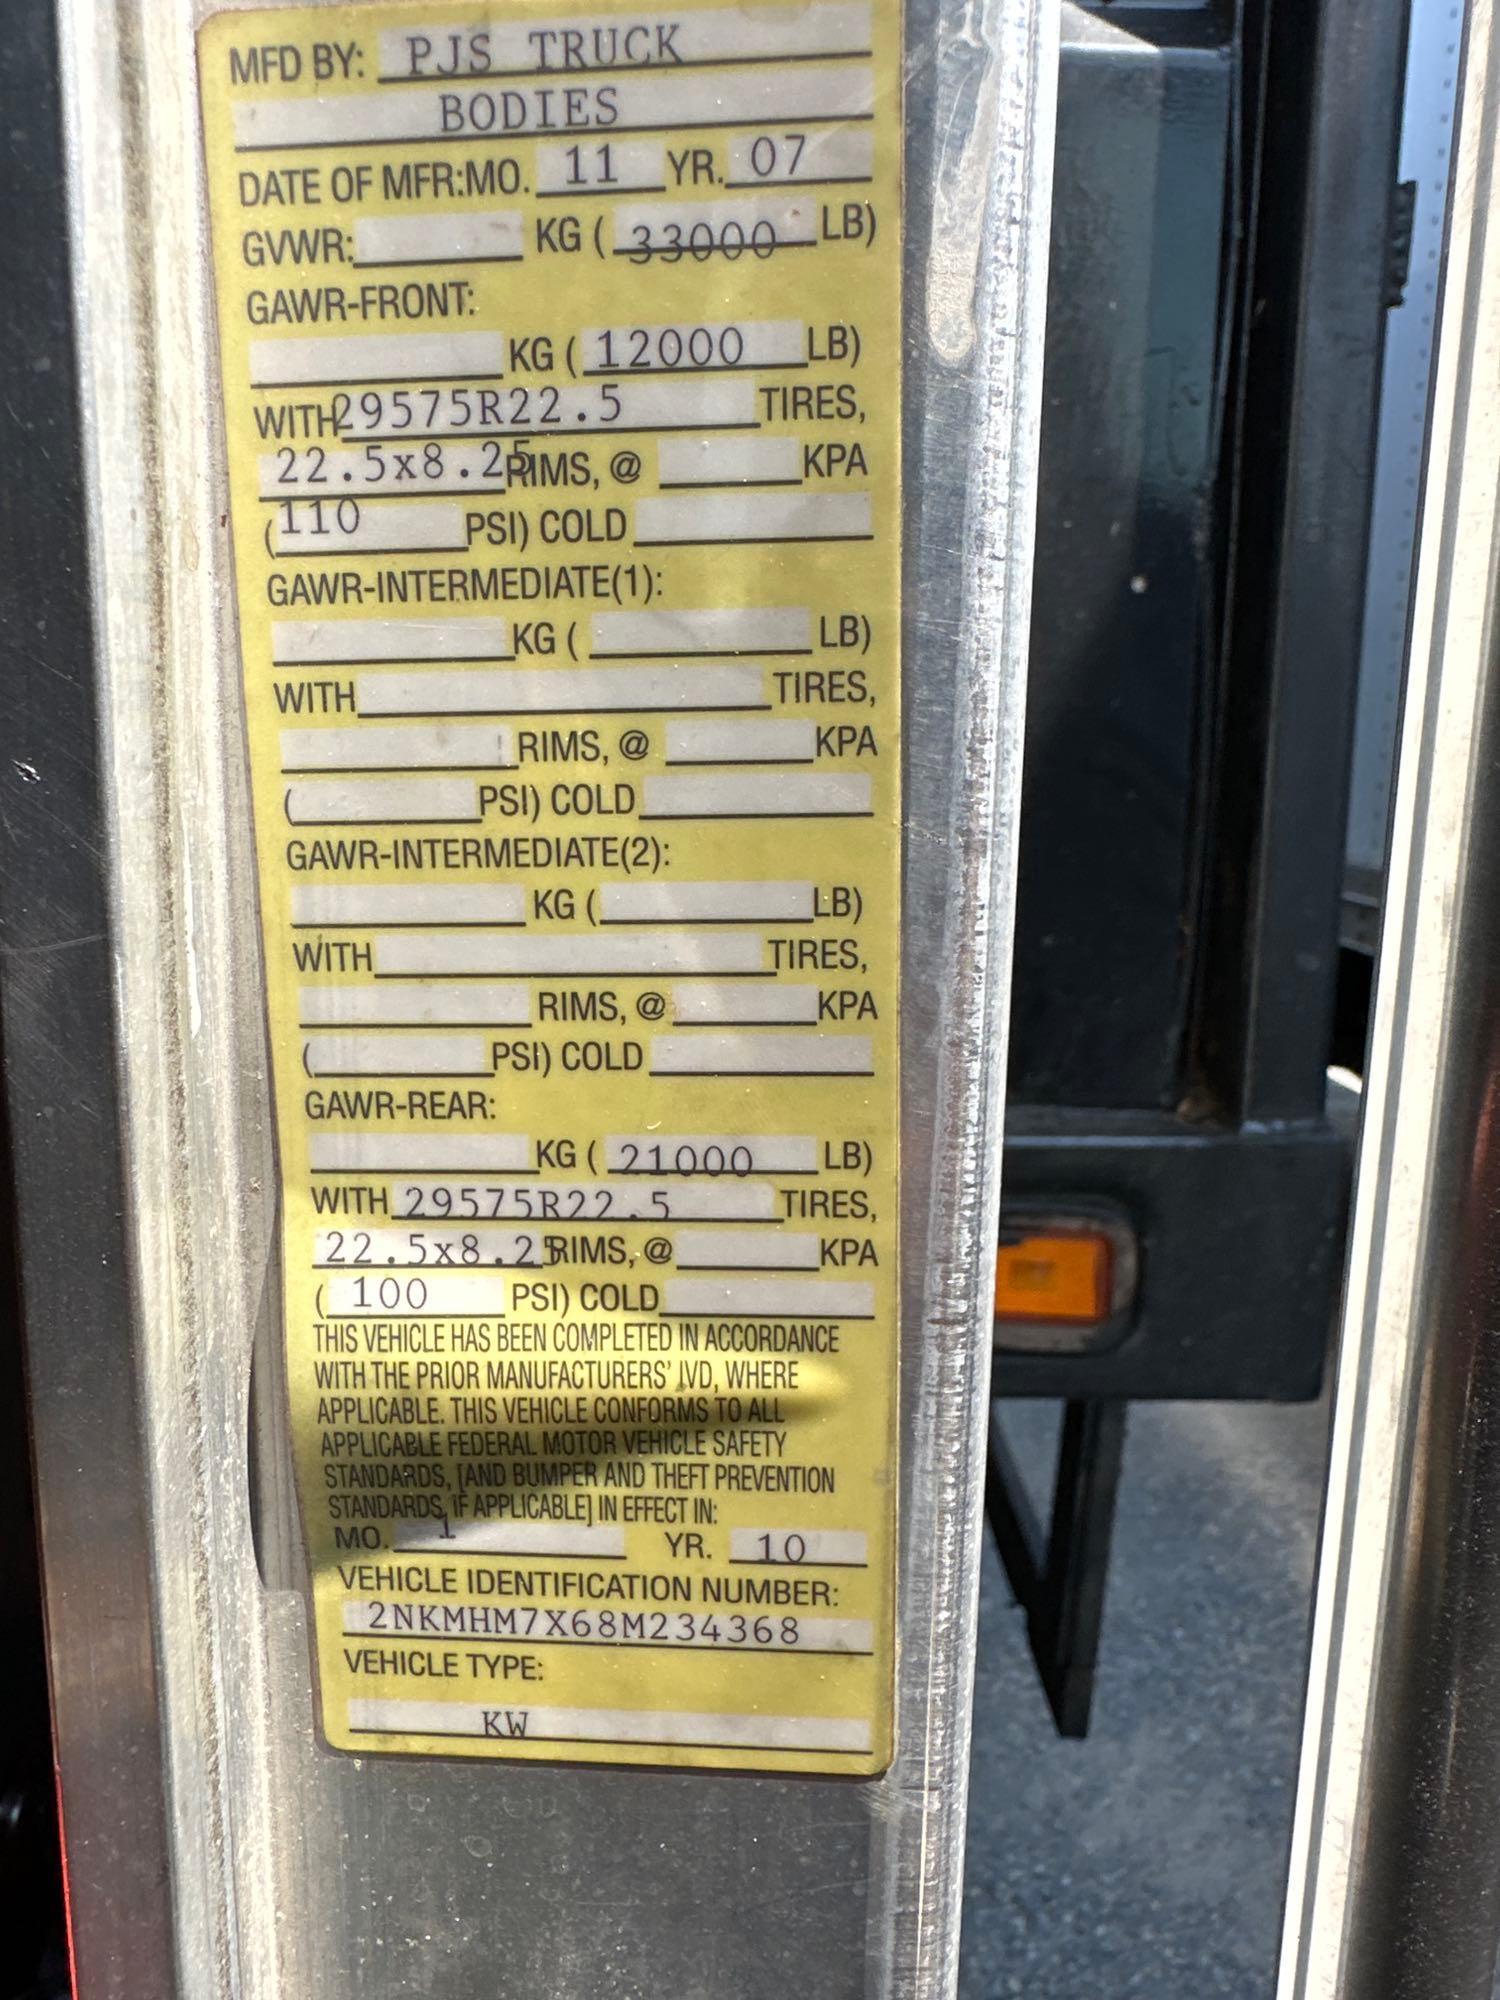 MFD BY: PJS TRUCK
BODIES
DATE OF MFR:MO. 11 YR. 07
GVWR: KG ( 33000 LB)
GAWR-FRONT:
KG ( 12000 LB)
WITH 29575R22.5 TIRES,
22.5x8.25 RIMS, @ KPA
(110 PSI) COLD
GAWR-INTERMEDIATE(1):
KG ( LB)
WITH TIRES,
RIMS, @ KPA
( PSI) COLD
GAWR-INTERMEDIATE(2):
KG ( LB)
WITH TIRES,
RIMS, @ KPA
( PSI) COLD
GAWR-REAR:
KG ( 21000 LB)
WITH 29575R22.5 TIRES,
22.5x8.25 RIMS, @ KPA
( 100 PSI) COLD
THIS VEHICLE HAS BEEN COMPLETED IN ACCORDANCE
WITH THE PRIOR MANUFACTURERS' IVD, WHERE
APPLICABLE. THIS VEHICLE CONFORMS TO ALL
APPLICABLE FEDERAL MOTOR VEHICLE SAFETY
STANDARDS, [AND BUMPER AND THEFT PREVENTION
STANDARDS, IF APPLICABLE] IN EFFECT IN:
MO. 1 YR. 10
VEHICLE IDENTIFICATION NUMBER:
2NKMHM7X68M234368
VEHICLE TYPE:
KW